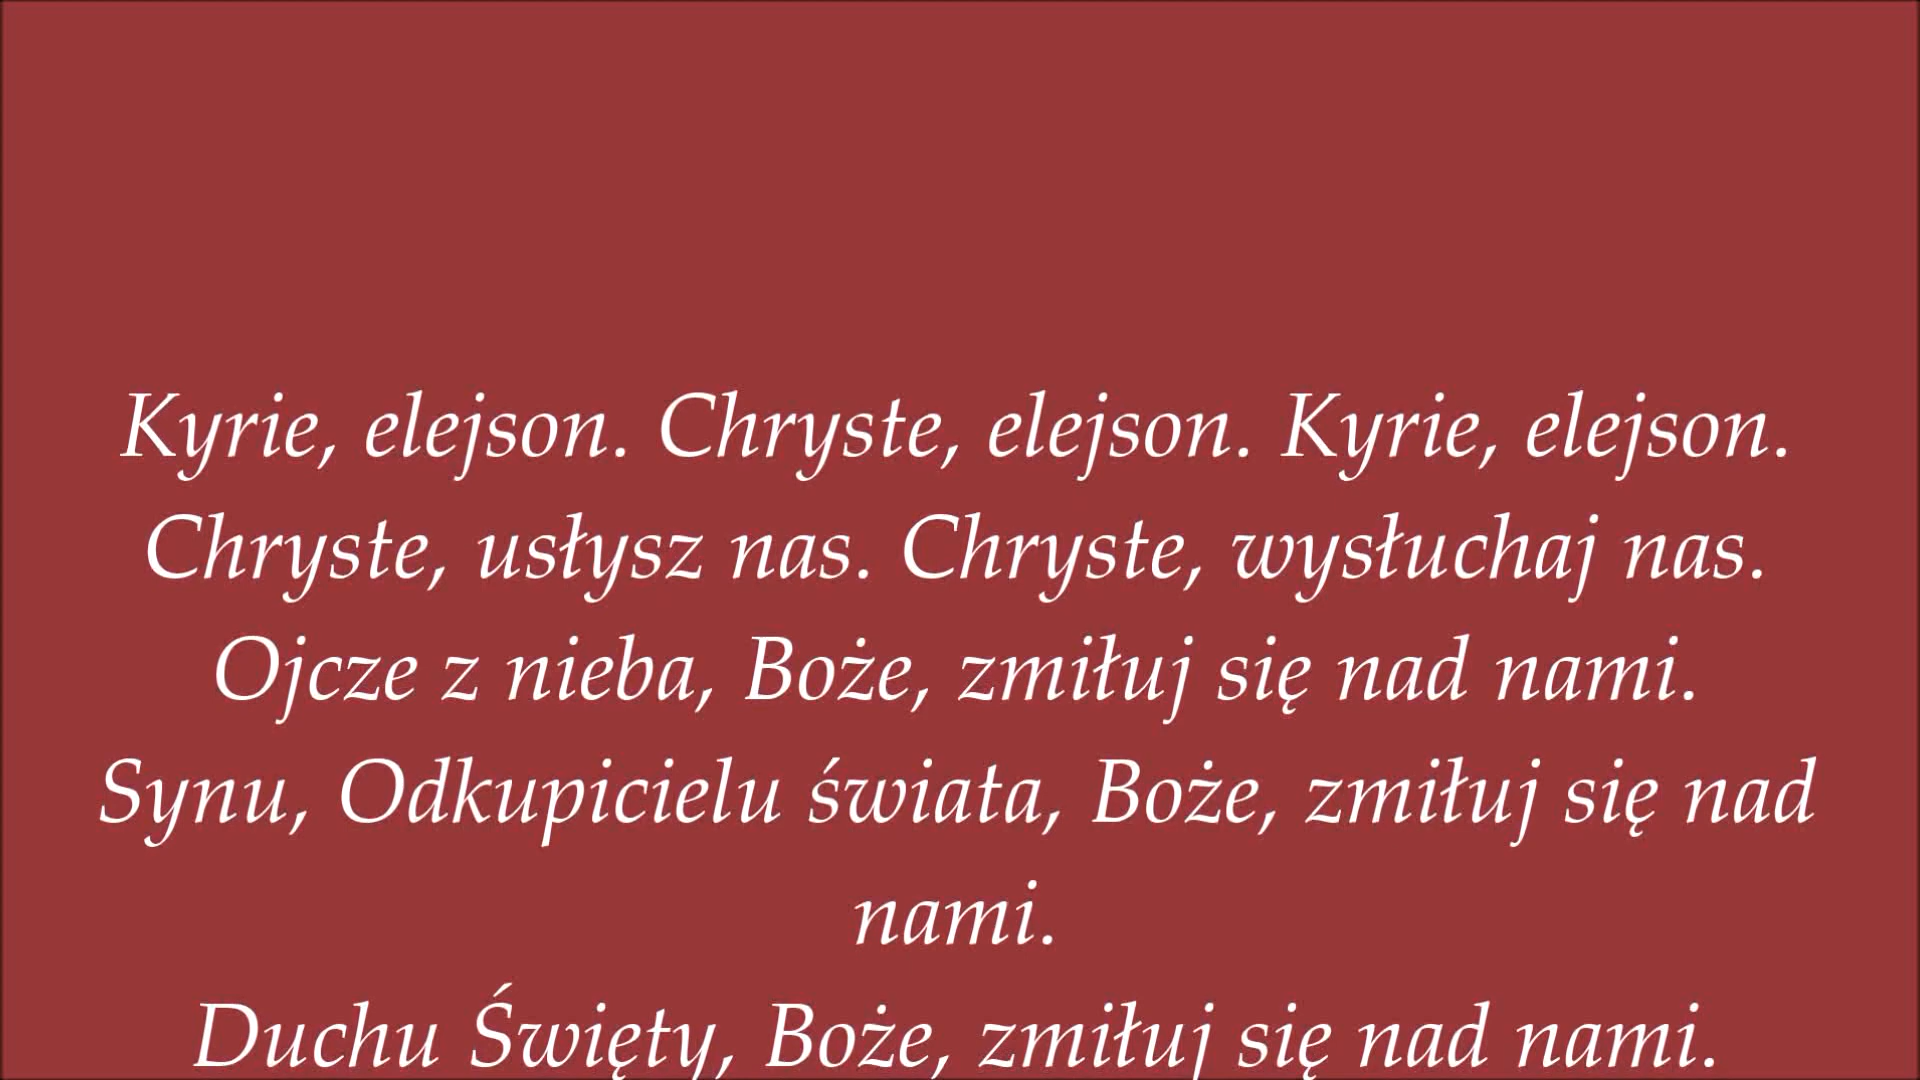 Kyrie, elejson. Chryste, elejson. Kyrie, elejson.
Chryste, usłysz nas. Chryste, wysłuchaj nas.
Ojcze z nieba, Boże, zmiłuj się nad nami.
Synu, Odkupicielu świata, Boże, zmiłuj się nad
nami.
Duchu Święty, Boże, zmiłuj się nad nami.